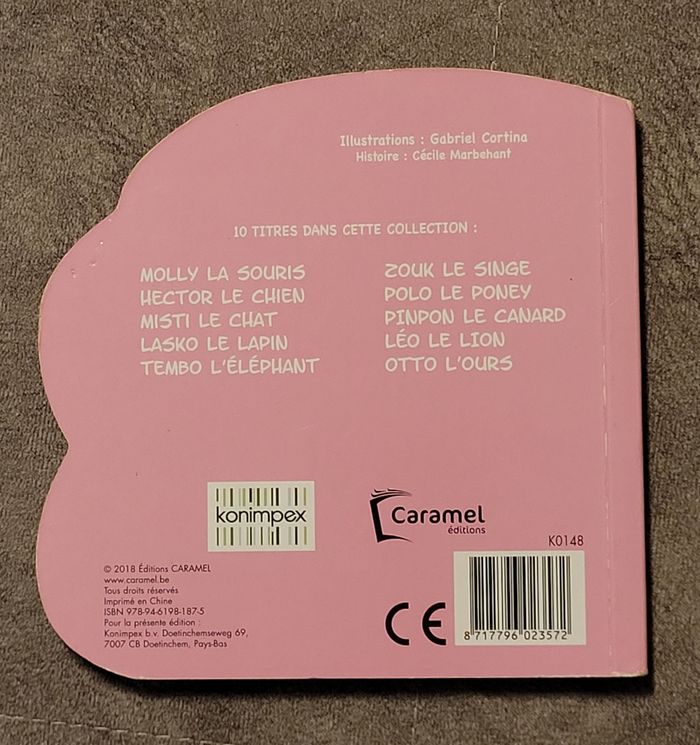 Illustrations : Gabriel Cortina
Histoire : Cécile Marbehant
10 TITRES DANS CETTE COLLECTION :
MOLLY LA SOURIS
HECTOR LE CHIEN
MISTI LE CHAT
LASKO LE LAPIN
TEMBO L'ÉLÉPHANT
ZOUK LE SINGE
POLO LE PONEY
PINPON LE CANARD
LÉO LE LION
OTTO L'OURS
konimpex
Caramel
éditions
K0148
© 2018 Éditions CARAMEL
www.caramel.be
Tous droits réservés
Imprimé en Chine
ISBN 978-94-6198-187-5
Pour la présente édition :
Konimpex b.v. Doetinchemseweg 69,
7007 CB Doetinchem, Pays-Bas
CE
8 717796 023572